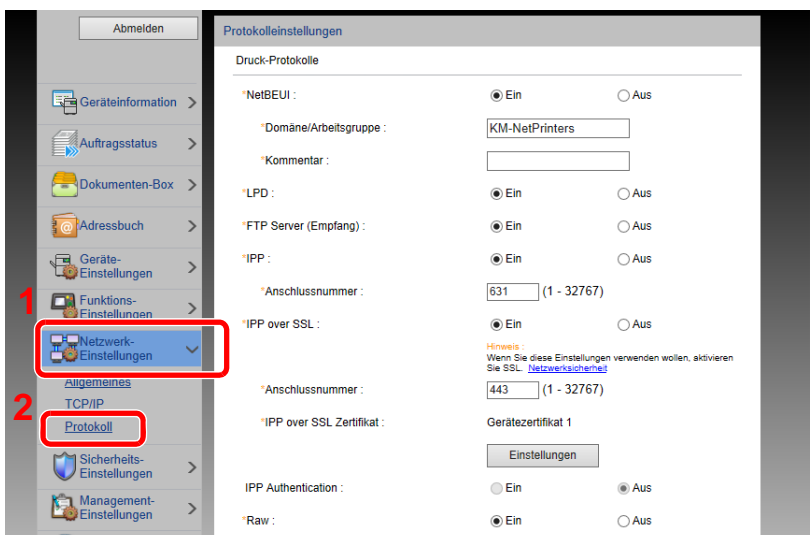 Abmelden
Geräteinformation
Auftragsstatus
Dokumenten-Box
Adressbuch
Geräte-
Einstellungen
1
Funktions-
Einstellungen
Netzwerk-
Einstellungen
Allgemeines
2
TCP/IP
Protokoll
Sicherheits-
Einstellungen
Management-
Einstellungen
Protokolleinstellungen
Druck-Protokolle
*NetBEUI : Ein Aus
*Domäne/Arbeitsgruppe : KM-NetPrinters
*Kommentar :
*LPD : Ein Aus
*FTP Server (Empfang) : Ein Aus
*IPP : Ein Aus
*Anschlussnummer : 631 (1 - 32767)
*IPP over SSL : Ein Aus
Hinweis :
Wenn Sie diese Einstellungen verwenden wollen, aktivieren
Sie SSL. Netzwerksicherheit
*Anschlussnummer : 443 (1 - 32767)
*IPP over SSL Zertifikat : Gerätezertifikat 1
Einstellungen
IPP Authentication : Ein Aus
*Raw : Ein Aus